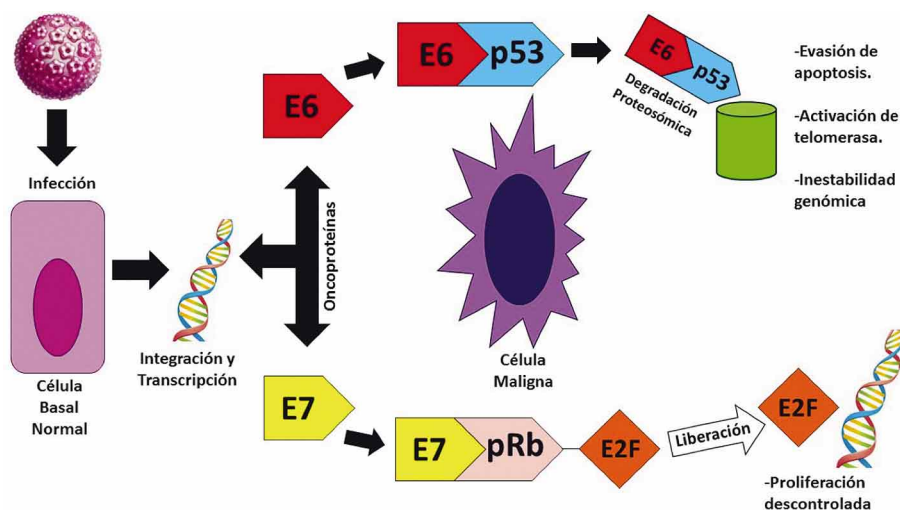 Infección
Célula
Basal
Normal
Integración y
Transcripción
Oncoproteínas
E6
E6
p53
E6
p53
Degradación
Proteosómica
-Evasión de
apoptosis.
-Activación de
telomerasa.
-Inestabilidad
genómica
Célula
Maligna
E7
E7
pRb
E2F
Liberación
E2F
-Proliferación
descontrolada